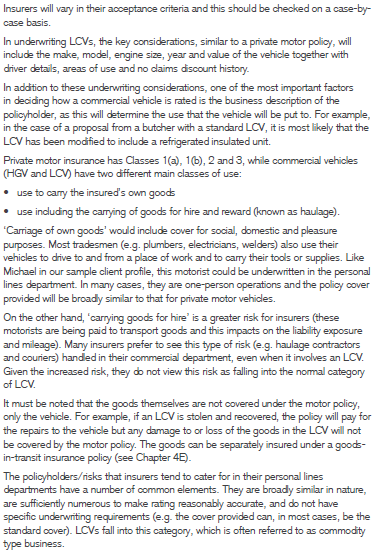 Insurers will vary in their acceptance criteria and this should be checked on a case-by-
case basis.
In underwriting LCVs, the key considerations, similar to a private motor policy, will
include the make, model, engine size, year and value of the vehicle together with
driver details, areas of use and no claims discount history.
In addition to these underwriting considerations, one of the most important factors
in deciding how a commercial vehicle is rated is the business description of the
policyholder, as this will determine the use that the vehicle will be put to. For example,
in the case of a proposal from a butcher with a standard LCV, it is most likely that the
LCV has been modified to include a refrigerated insulated unit.
Private motor insurance has Classes 1(a), 1(b), 2 and 3, while commercial vehicles
(HGV and LCV) have two different main classes of use:
• use to carry the insured's own goods
• use including the carrying of goods for hire and reward (known as haulage).
'Carriage of own goods' would include cover for social, domestic and pleasure
purposes. Most tradesmen (e.g. plumbers, electricians, welders) also use their
vehicles to drive to and from a place of work and to carry their tools or supplies. Like
Michael in our sample client profile, this motorist could be underwritten in the personal
lines department. In many cases, they are one-person operations and the policy cover
provided will be broadly similar to that for private motor vehicles.
On the other hand, 'carrying goods for hire' is a greater risk for insurers (these
motorists are being paid to transport goods and this impacts on the liability exposure
and mileage). Many insurers prefer to see this type of risk (e.g. haulage contractors
and couriers) handled in their commercial department, even when it involves an LCV.
Given the increased risk, they do not view this risk as falling into the normal category
of LCV.
It must be noted that the goods themselves are not covered under the motor policy,
only the vehicle. For example, if an LCV is stolen and recovered, the policy will pay for
the repairs to the vehicle but any damage to or loss of the goods in the LCV will not
be covered by the motor policy. The goods can be separately insured under a goods-
in-transit insurance policy (see Chapter 4E).
The policyholders/risks that insurers tend to cater for in their personal lines
departments have a number of common elements. They are broadly similar in nature,
are sufficiently numerous to make rating reasonably accurate, and do not have
specific underwriting requirements (e.g. the cover provided can, in most cases, be the
standard cover). LCVs fall into this category, which is often referred to as commodity
type business.